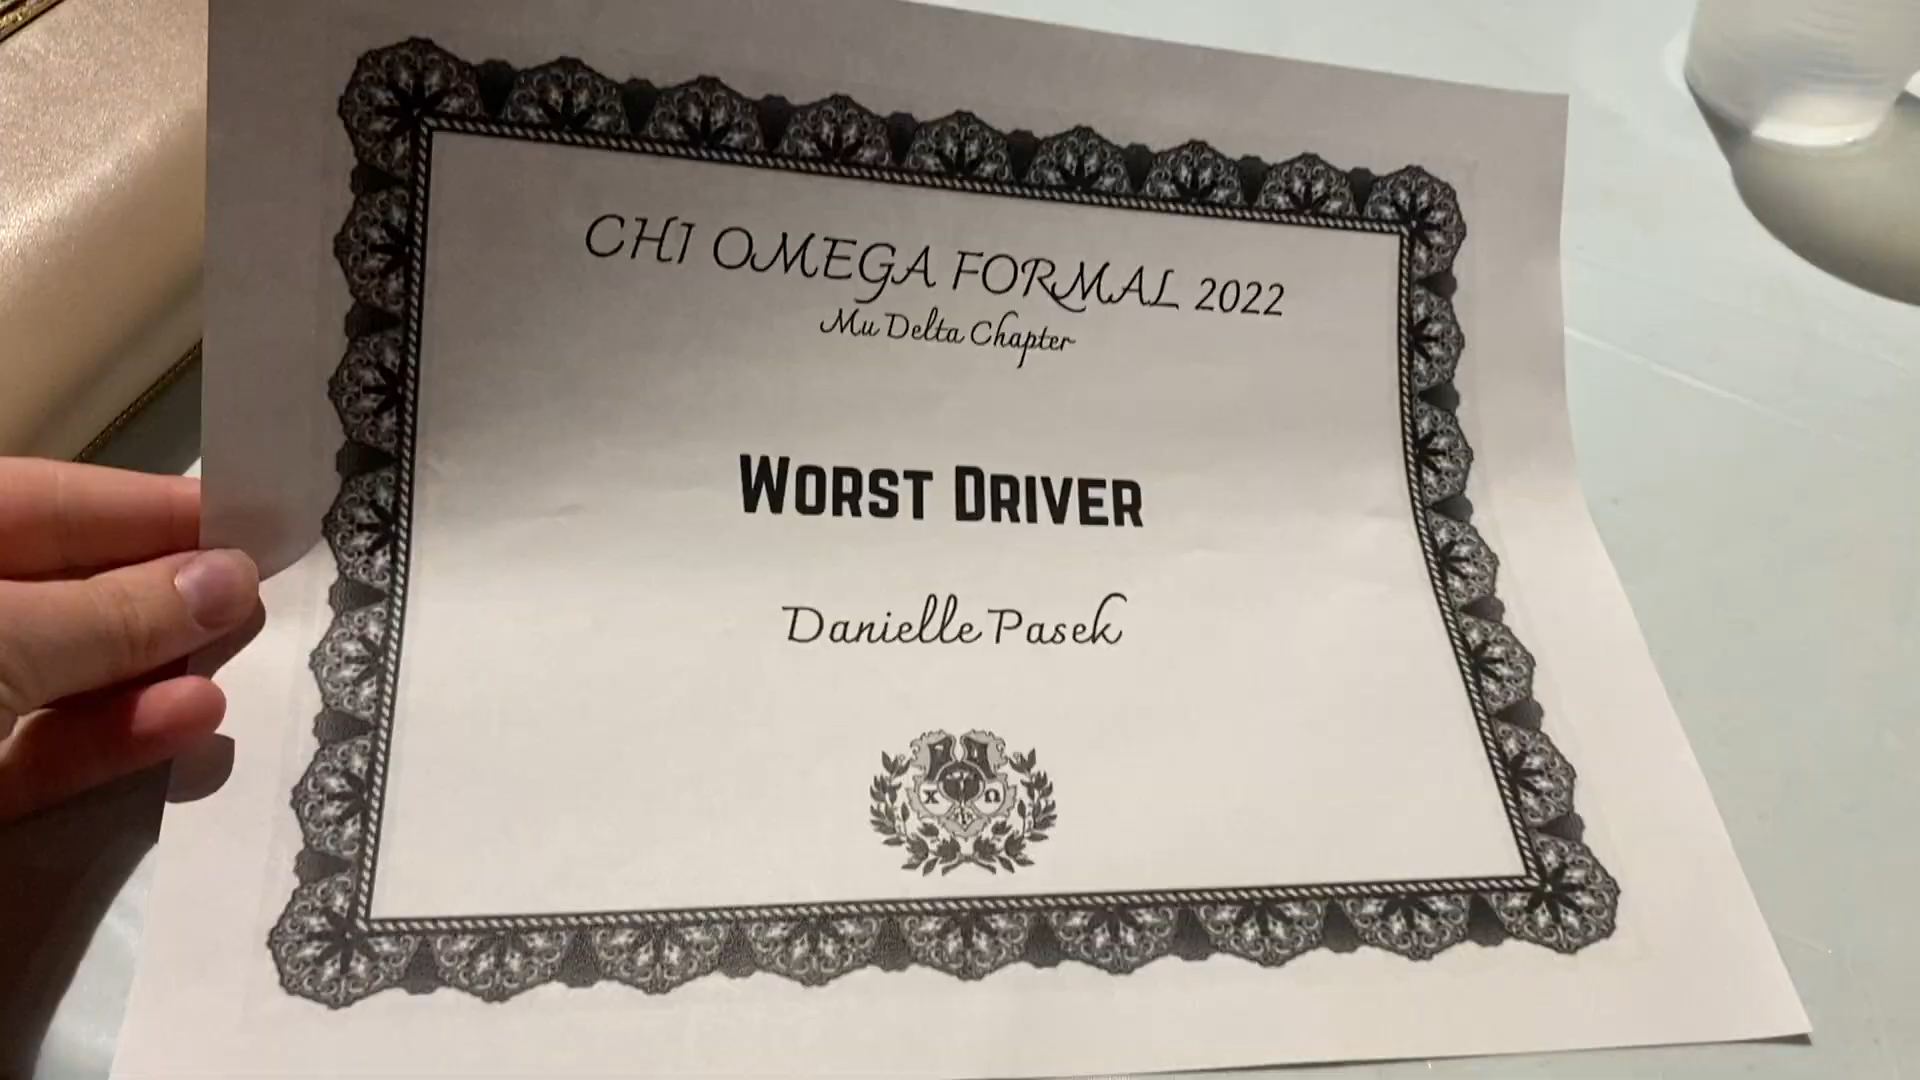 CHI OMEGA FORMAL 2022
Mu Delta Chapter
WORST DRIVER
Danielle Pasek
Χ Ω